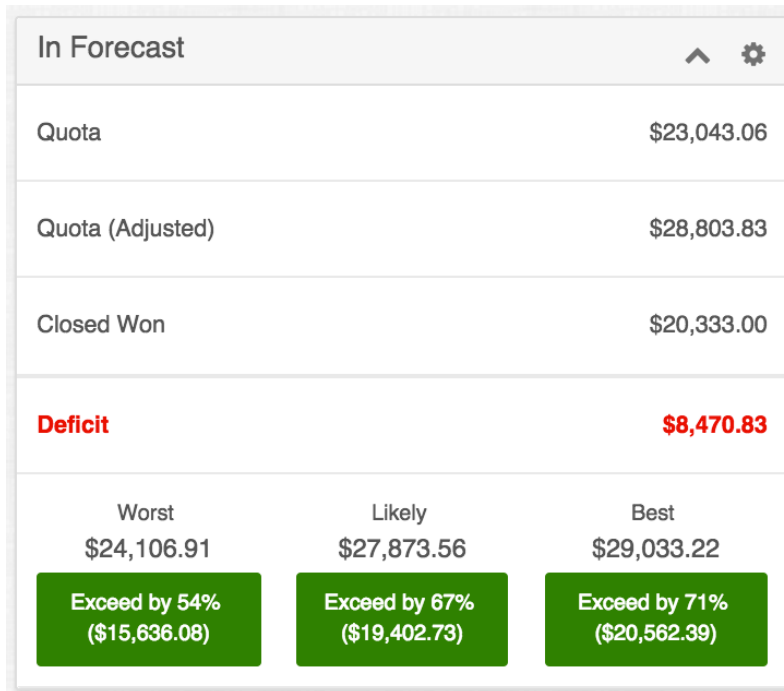 In Forecast
Quota $23,043.06
Quota (Adjusted) $28,803.83
Closed Won $20,333.00
Deficit $8,470.83
Worst Likely Best
$24,106.91 $27,873.56 $29,033.22
Exceed by 54% Exceed by 67% Exceed by 71%
($15,636.08) ($19,402.73) ($20,562.39)